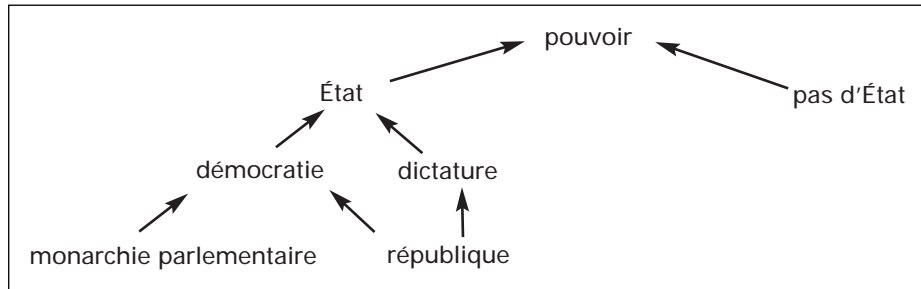 pouvoir
État
pas d'État
démocratie
dictature
monarchie parlementaire
république